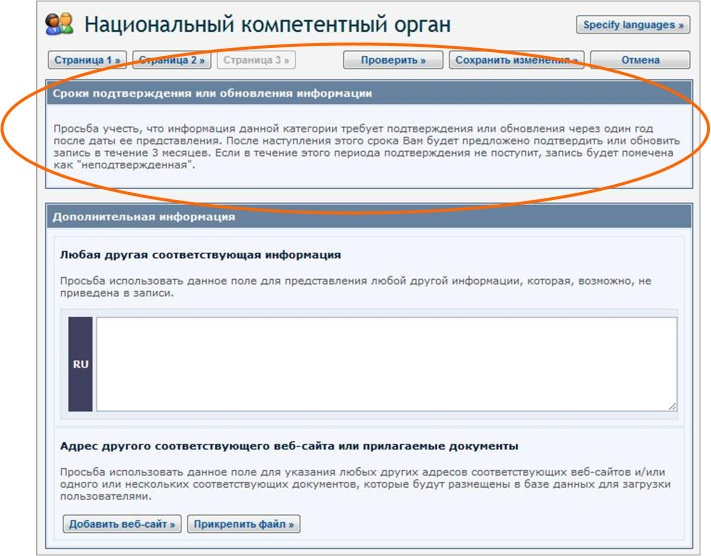 Национальный компетентный орган
Specify languages »
Страница 1 » Страница 2 » Страница 3 » Проверить » Сохранить изменения » Отмена
Сроки подтверждения или обновления информации
Просьба учесть, что информация данной категории требует подтверждения или обновления через один год
после даты ее представления. После наступления этого срока Вам будет предложено подтвердить или обновить
запись в течение 3 месяцев. Если в течение этого периода подтверждения не поступит, запись будет помечена
как "неподтвержденная".
Дополнительная информация
Любая другая соответствующая информация
Просьба использовать данное поле для представления любой другой информации, которая, возможно, не
приведена в записи.
RU
Адрес другого соответствующего веб-сайта или прилагаемые документы
Просьба использовать данное поле для указания любых других адресов соответствующих веб-сайтов и/или
одного или нескольких соответствующих документов, которые будут размещены в базе данных для загрузки
пользователями.
Добавить веб-сайт » Прикрепить файл »